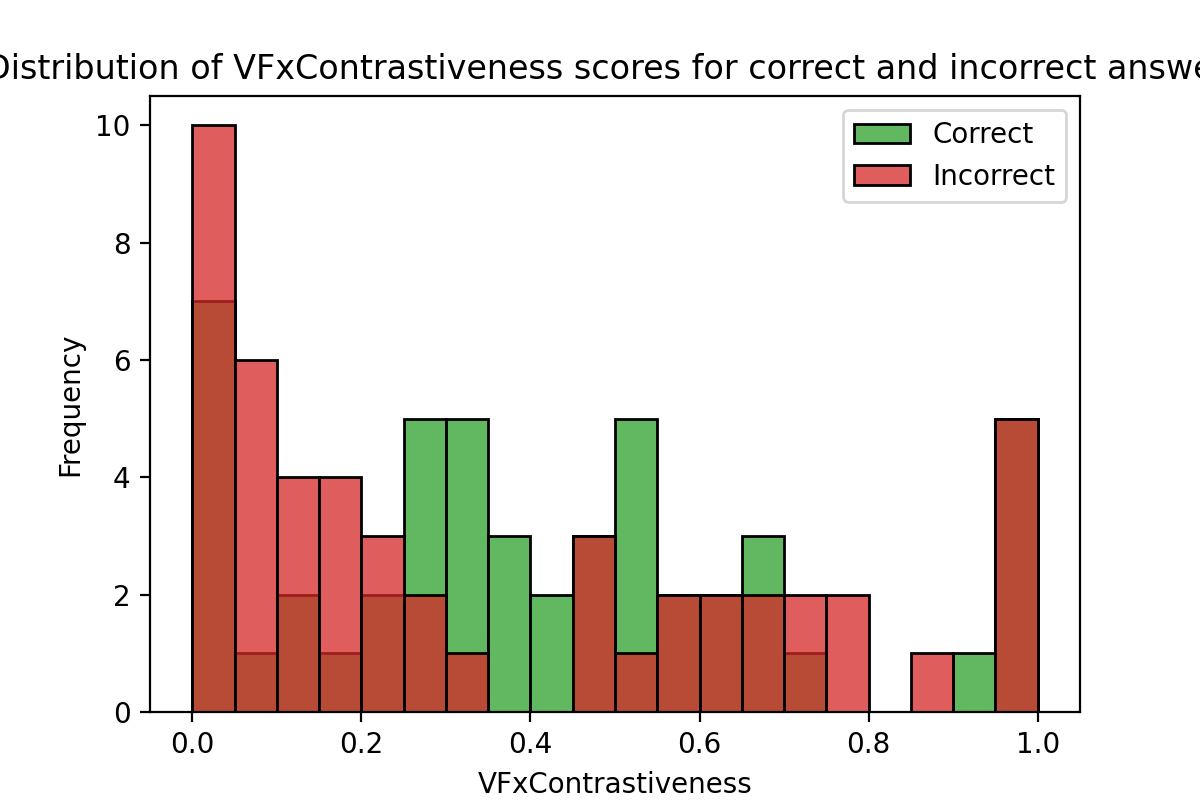 Distribution of VFxContrastiveness scores for correct and incorrect
Correct
Incorrect
10
8
6
4
2
0
Frequency
0.0 0.2 0.4 0.6 0.8 1.0
VFxContrastiveness